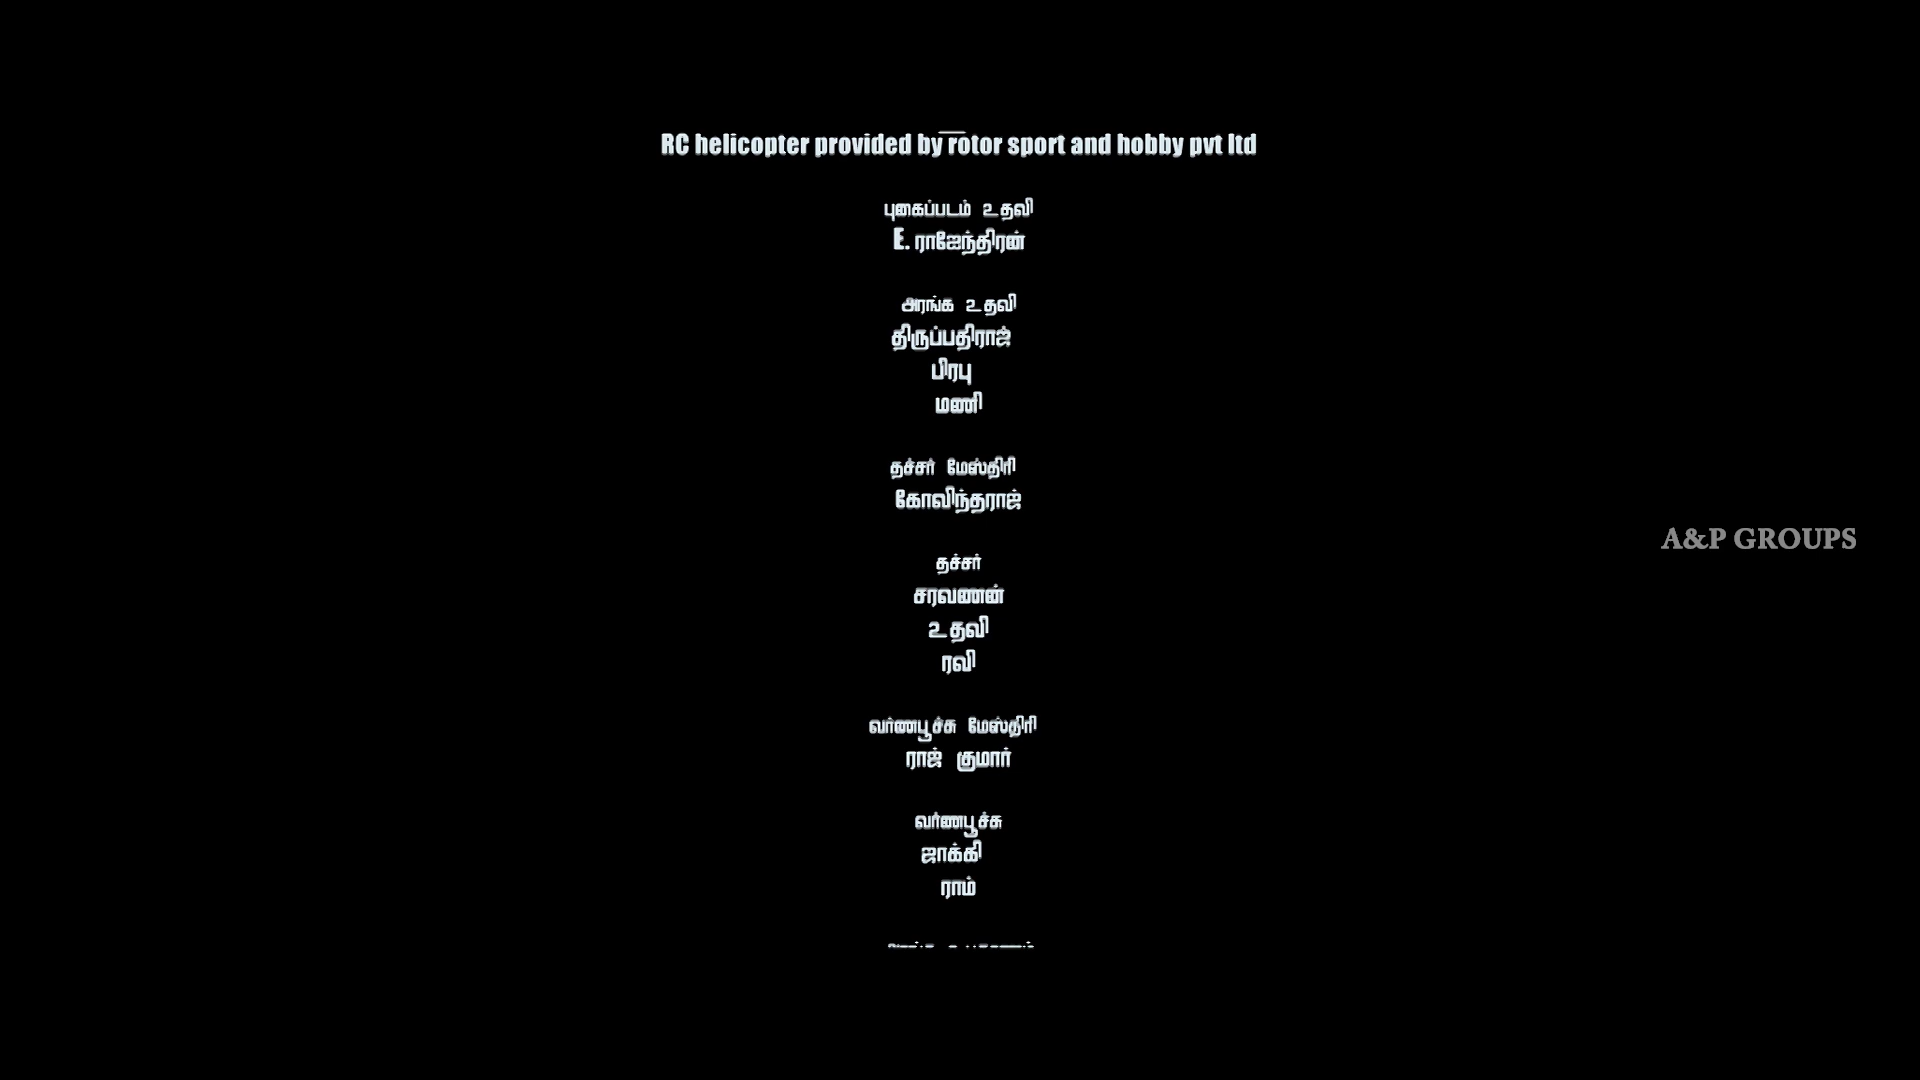 RC helicopter provided by rotor sport and hobby pvt ltd
புகைப்படம் உதவி
E. ராஜேந்திரன்
அரங்க உதவி
திருப்பதிராஜ்
பிரபு
மணி
தச்சர் மேஸ்திரி
கோவிந்தராஜ்
தச்சர்
சரவணன்
உதவி
ரவி
வர்ணபூச்சு மேஸ்திரி
ராஜ் குமார்
வர்ணபூச்சு
ஜாக்கி
ராம்
A&P GROUPS